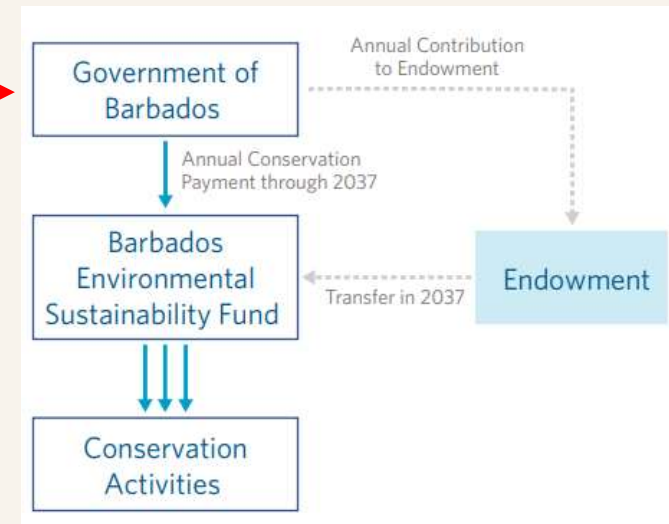 Government of
Barbados
Annual Contribution
to Endowment
Annual Conservation
Payment through 2037
Barbados
Environmental
Sustainability Fund
Transfer in 2037
Endowment
Conservation
Activities